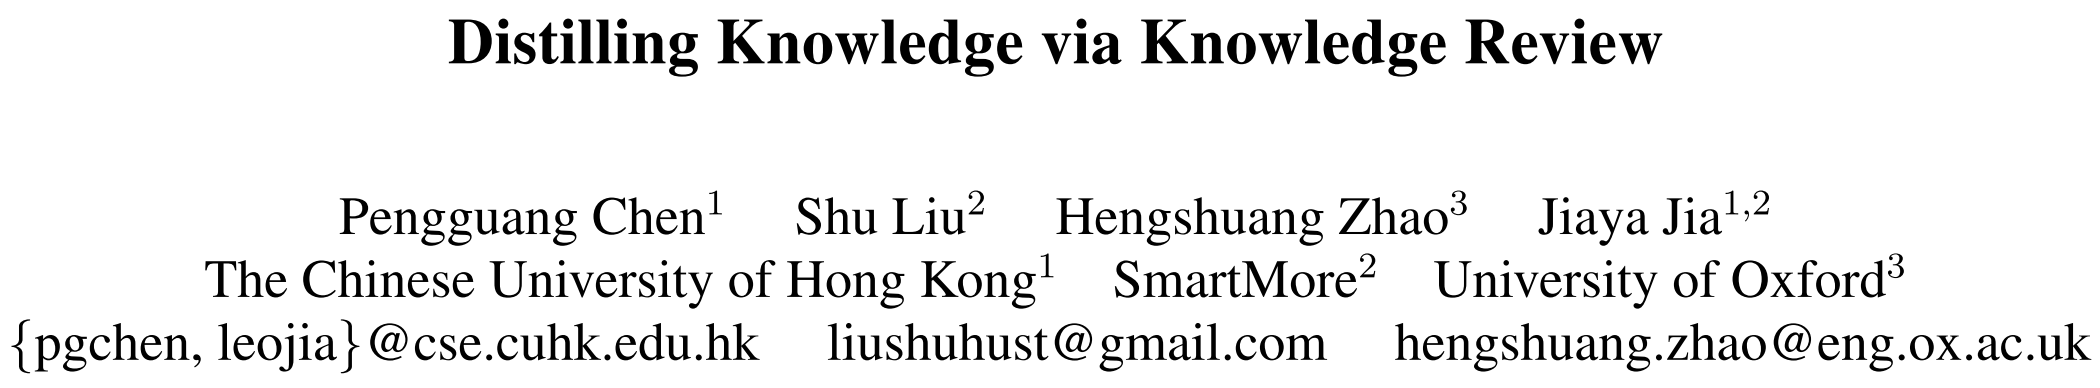 Distilling Knowledge via Knowledge Review
Pengguang Chen¹ Shu Liu² Hengshuang Zhao³ Jiaya Jia¹,²
The Chinese University of Hong Kong¹ SmartMore² University of Oxford³
{pgchen, leojia}@cse.cuhk.edu.hk liushuhust@gmail.com hengshuang.zhao@eng.ox.ac.uk